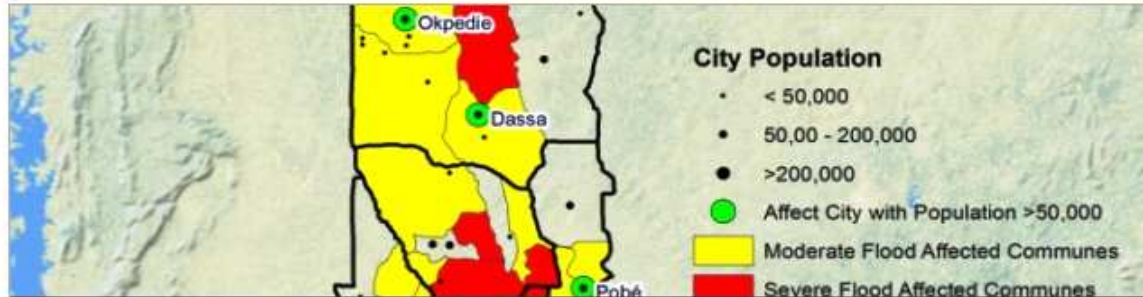 Okpedie
Dassa
Pobé
City Population
< 50,000
50,00 - 200,000
>200,000
Affect City with Population >50,000
Moderate Flood Affected Communes
Severe Flood Affected Communes